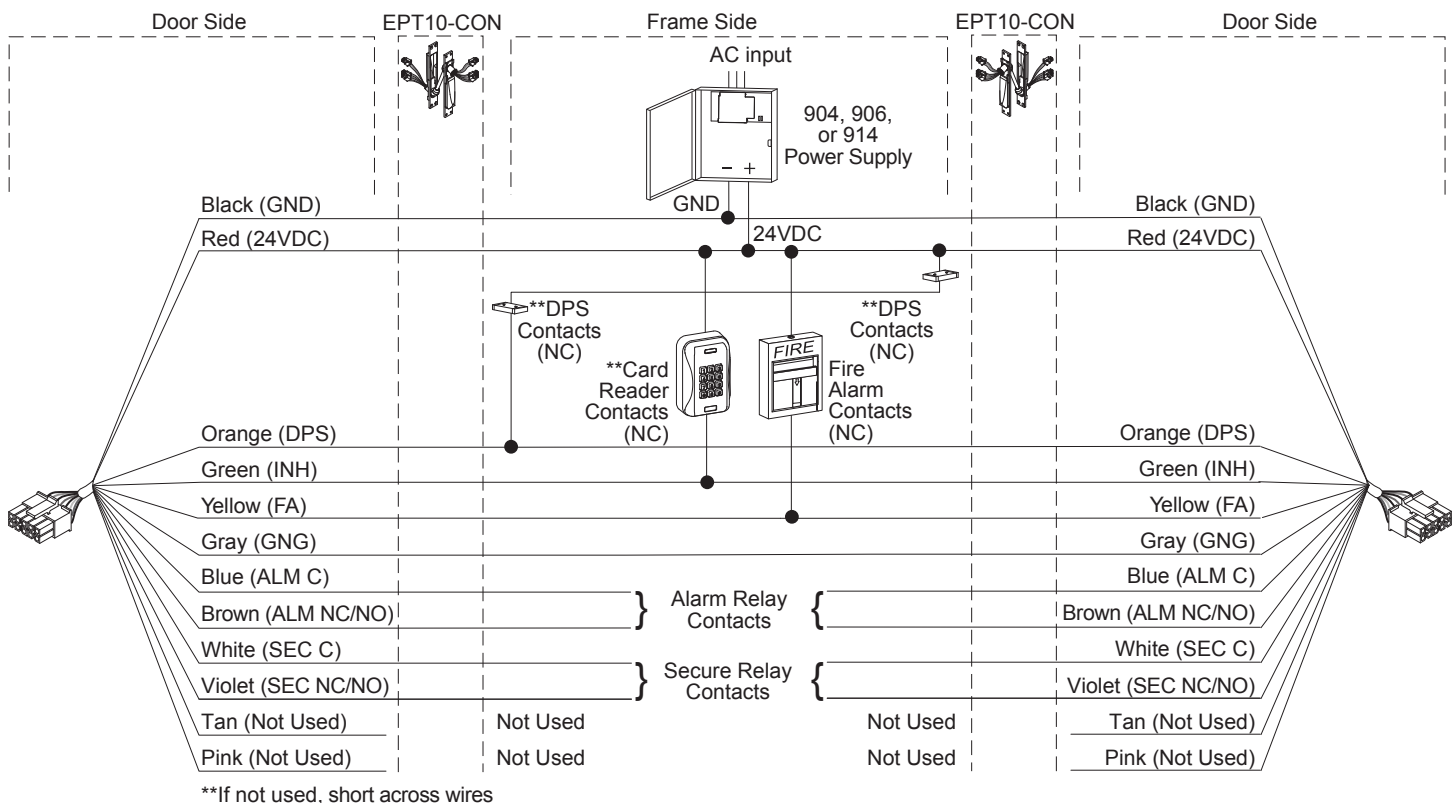 Door Side
EPT10-CON
Frame Side
EPT10-CON
Door Side
AC input
904, 906,
or 914
Power Supply
− +
GND
24VDC
Black (GND)
Black (GND)
Red (24VDC)
Red (24VDC)
**DPS
Contacts
(NC)
**DPS
Contacts
(NC)
**Card
Reader
Contacts
(NC)
FIRE
Fire
Alarm
Contacts
(NC)
Orange (DPS)
Orange (DPS)
Green (INH)
Green (INH)
Yellow (FA)
Yellow (FA)
Gray (GNG)
Gray (GNG)
Blue (ALM C)
Blue (ALM C)
Brown (ALM NC/NO)
Alarm Relay
Contacts
Brown (ALM NC/NO)
White (SEC C)
White (SEC C)
Violet (SEC NC/NO)
Secure Relay
Contacts
Violet (SEC NC/NO)
Tan (Not Used)
Not Used
Not Used
Tan (Not Used)
Pink (Not Used)
Not Used
Not Used
Pink (Not Used)
**If not used, short across wires